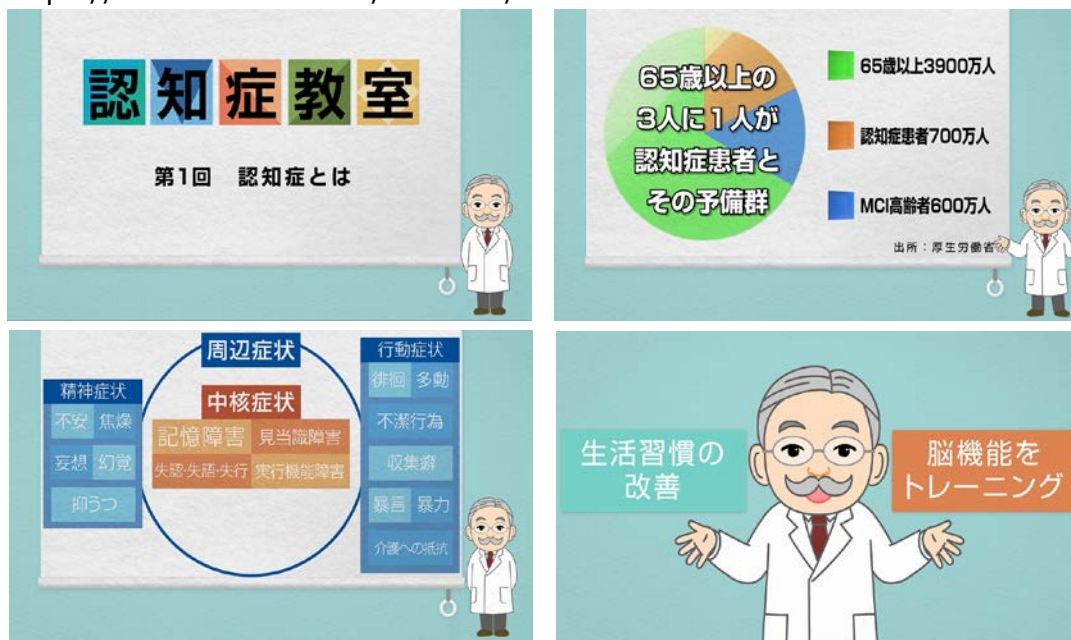 認知症教室
第1回 認知症とは
65歳以上の
3人に1人が
認知症患者と
その予備群
65歳以上3900万人
認知症患者700万人
MCI高齢者600万人
出所：厚生労働省
周辺症状
中核症状
記憶障害 見当識障害
失認・失語・失行 実行機能障害
精神症状
不安 焦燥
妄想 幻覚
抑うつ
行動症状
徘徊 多動
不潔行為
収集癖
暴言 暴力
介護への抵抗
生活習慣の
改善
脳機能を
トレーニング